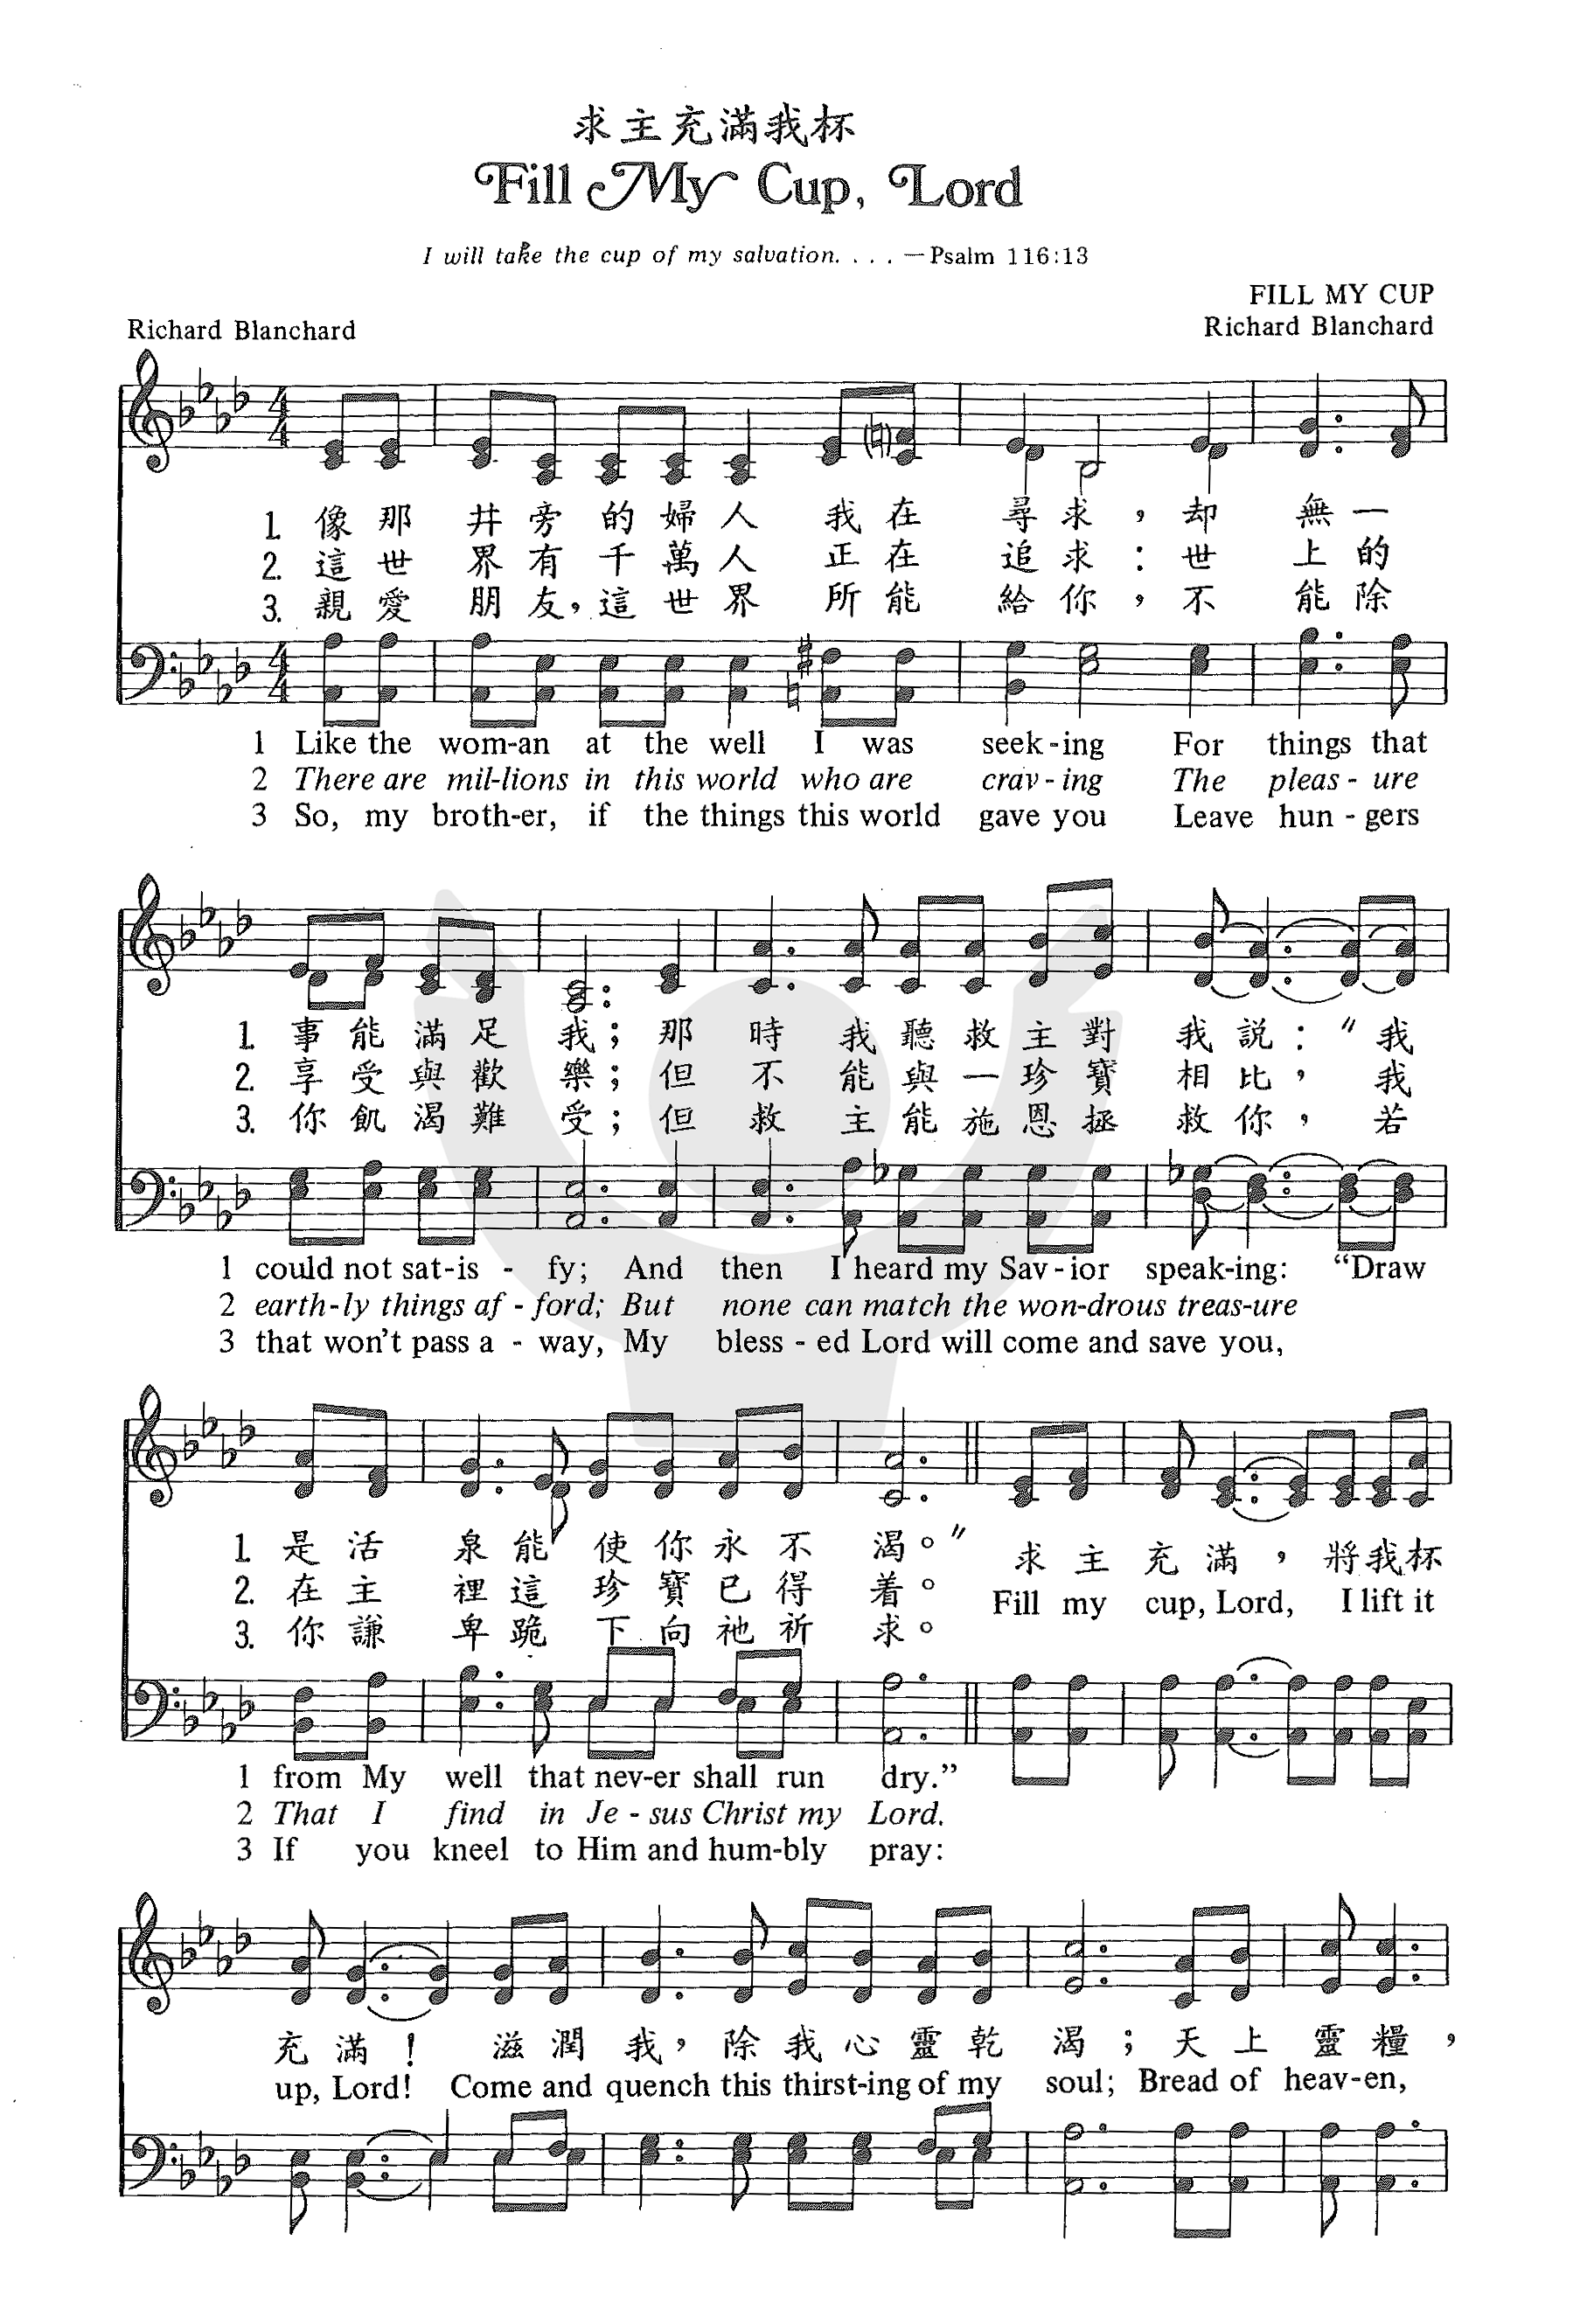 求主充滿我杯
Fill My Cup, Lord
I will take the cup of my salvation. . . . —Psalm 116:13
FILL MY CUP
Richard Blanchard
Richard Blanchard
4 4
1. 像那井旁的婦人我在尋求，却無一
2. 這世界有千萬人正在追求：世上的
3. 親愛朋友，這世界所能給你，不能除
4 4
1 Like the wom-an at the well I was seek-ing For things that
2 There are mil-lions in this world who are crav-ing The pleas-ure
3 So, my broth-er, if the things this world gave you Leave hun-gers
1. 事能滿足我；那時我聽救主對我說：〃我
2. 享受與歡樂；但不能與一珍寶相比，我
3. 你飢渴難受；但救主能施恩拯救你，若
1 could not sat-is-fy; And then I heard my Sav-ior speak-ing: “Draw
2 earth-ly things af-ford; But none can match the won-drous treas-ure
3 that won’t pass a-way, My bless-ed Lord will come and save you,
1. 是活泉能使你永不渴。〃 求主充滿，將我杯
2. 在主裡這珍寶已得着。 Fill my cup, Lord, I lift it
3. 你謙卑跪下向祂祈求。
1 from My well that nev-er shall run dry.”
2 That I find in Je-sus Christ my Lord.
3 If you kneel to Him and hum-bly pray:
充滿！滋潤我，除我心靈乾渴；天上靈糧，
up, Lord! Come and quench this thirst-ing of my soul; Bread of heav-en,